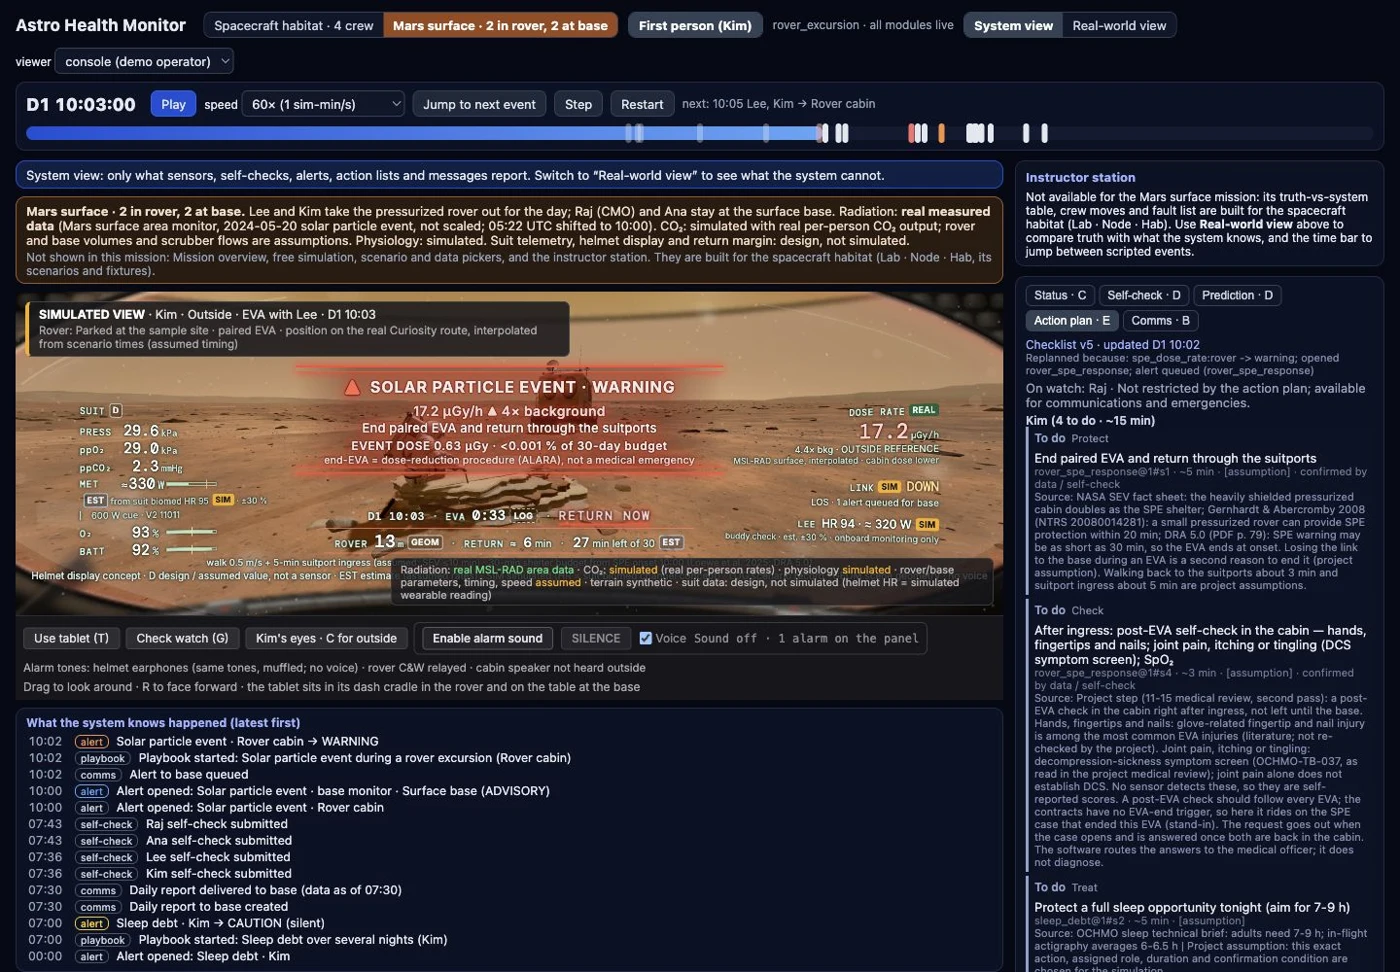 Astro Health Monitor
Spacecraft habitat · 4 crew
Mars surface · 2 in rover, 2 at base
First person (Kim)
rover_excursion · all modules live
System view
Real-world view
viewer
console (demo operator)
D1 10:03:00
Play
speed
60× (1 sim-min/s)
Jump to next event
Step
Restart
next: 10:05 Lee, Kim → Rover cabin
System view: only what sensors, self-checks, alerts, action lists and messages report. Switch to “Real-world view” to see what the system cannot.
Mars surface · 2 in rover, 2 at base. Lee and Kim take the pressurized rover out for the day; Raj (CMO) and Ana stay at the surface base. Radiation: real measured
data (Mars surface area monitor, 2024-05-20 solar particle event, not scaled; 05:22 UTC shifted to 10:00). CO₂: simulated with real per-person CO₂ output; rover
and base volumes and scrubber flows are assumptions. Physiology: simulated. Suit telemetry, helmet display and return margin: design, not simulated.
Not shown in this mission: Mission overview, free simulation, scenario and data pickers, and the instructor station. They are built for the spacecraft habitat (Lab · Node · Hab, its
scenarios and fixtures).
SIMULATED VIEW · Kim · Outside · EVA with Lee · D1 10:03
Rover: Parked at the sample site · paired EVA · position on the real Curiosity route, interpolated
from scenario times (assumed timing)
SOLAR PARTICLE EVENT · WARNING
17.2 µGy/h ▲ 4× background
End paired EVA and return through the suitports
EVENT DOSE 0.63 µGy · <0.001 % of 30-day budget
end-EVA = dose-reduction procedure (ALARA), not a medical emergency
SUIT D
PRESS 29.6 kPa
ppO₂ 29.0 kPa
ppCO₂ 2.3 mmHg
MET ≈330 W
EST from suit biomed HR 95 SIM · ±30 %
600 W cue · V2 11011
O₂ 93 %
BATT 92 %
DOSE RATE REAL
17.2 µGy/h
4.4x bkg · OUTSIDE REFERENCE
MSL-RAD surface, interpolated · cabin dose lower
LINK SIM DOWN
LOS · 1 alert queued for base
LEE HR 94 · ≈ 320 W SIM
buddy check · est. ±30 % · onboard monitoring only
D1 10:03 · EVA 0:33 LOG · RETURN NOW
ROVER 13 m GEOM · RETURN ≈ 6 min · 27 min left of 30 EST
walk 0.5 m/s + 5-min suitport ingress (ass
Helmet display concept · D design / assumed value, not a sensor · EST estima
voice
Radiation: real MSL-RAD area data · CO₂: simulated (real per-person rates) · physiology simulated · rover/base
parameters, timing, speed assumed · terrain synthetic · suit data: design, not simulated (helmet HR = simulated
wearable reading)
Use tablet (T)
Check watch (G)
Kim's eyes · C for outside
Enable alarm sound
SILENCE
Voice
Sound off · 1 alarm on the panel
Alarm tones: helmet earphones (same tones, muffled; no voice) · rover C&W relayed · cabin speaker not heard outside
Drag to look around · R to face forward · the tablet sits in its dash cradle in the rover and on the table at the base
What the system knows happened (latest first)
10:02 alert Solar particle event · Rover cabin → WARNING
10:02 playbook Playbook started: Solar particle event during a rover excursion (Rover cabin)
10:02 comms Alert to base queued
10:00 alert Alert opened: Solar particle event · base monitor · Surface base (ADVISORY)
10:00 alert Alert opened: Solar particle event · Rover cabin
07:43 self-check Raj self-check submitted
07:43 self-check Ana self-check submitted
07:36 self-check Lee self-check submitted
07:36 self-check Kim self-check submitted
07:30 comms Daily report delivered to base (data as of 07:30)
07:30 comms Daily report to base created
07:00 alert Sleep debt · Kim → CAUTION (silent)
07:00 playbook Playbook started: Sleep debt over several nights (Kim)
00:00 alert Alert opened: Sleep debt · Kim
Instructor station
Not available for the Mars surface mission: its truth-vs-system
table, crew moves and fault list are built for the spacecraft
habitat (Lab · Node · Hab). Use Real-world view above to
compare truth with what the system knows, and the time bar to
jump between scripted events.
Status · C
Self-check · D
Prediction · D
Action plan · E
Comms · B
Checklist v5 · updated D1 10:02
Replanned because: spe_dose_rate:rover -> warning; opened
rover_spe_response; alert queued (rover_spe_response)
On watch: Raj · Not restricted by the action plan; available
for communications and emergencies.
Kim (4 to do · ~15 min)
To do Protect
End paired EVA and return through the suitports
rover_spe_response@1#s1 · ~5 min · [assumption] · confirmed by
data / self-check
Source: NASA SEV fact sheet: the heavily shielded pressurized
cabin doubles as the SPE shelter; Gernhardt & Abercromby 2008
(NTRS 20080014281): a small pressurized rover can provide SPE
protection within 20 min; DRA 5.0 (PDF p. 79): SPE warning may
be as short as 30 min, so the EVA ends at onset. Losing the link
to the base during an EVA is a second reason to end it (project
assumption). Walking back to the suitports about 3 min and
suitport ingress about 5 min are project assumptions.
To do Check
After ingress: post-EVA self-check in the cabin — hands,
fingertips and nails; joint pain, itching or tingling (DCS
symptom screen); SpO₂
rover_spe_response@1#s4 · ~3 min · [assumption] · confirmed
by data / self-check
Source: Project step (11-15 medical review, second pass): a post-
EVA check in the cabin right after ingress, not left until the base.
Hands, fingertips and nails: glove-related fingertip and nail injury
is among the most common EVA injuries (literature; not re-
checked by the project). Joint pain, itching or tingling:
decompression-sickness symptom screen (OCHMO-TB-037, as
read in the project medical review); joint pain alone does not
establish DCS. No sensor detects these, so they are self-
reported scores. A post-EVA check should follow every EVA; the
contracts have no EVA-end trigger, so here it rides on the SPE
case that ended this EVA (stand-in). The request goes out when
the case opens and is answered once both are back in the cabin.
The software routes the answers to the medical officer; it does
not diagnose.
To do Treat
Protect a full sleep opportunity tonight (aim for 7-9 h)
sleep_debt@1#s2 · ~5 min · [assumption]
Source: OCHMO sleep technical brief: adults need 7-9 h; in-flight
actigraphy averages 6-6.5 h | Project assumption: this exact
action, assigned role, duration and confirmation condition are
chosen for the simulation